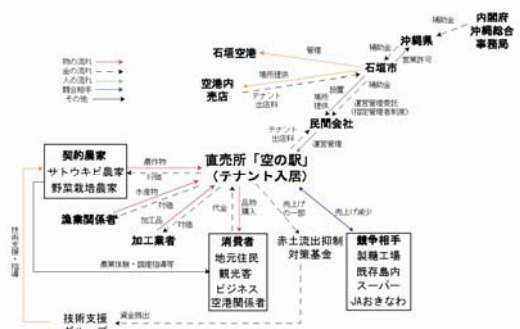 内閣府
沖縄総合
事務局
補助金
沖縄県
補助金
営業許可
石垣空港
管理
石垣市
場所提供
空港内
売店
テナント
出店料
設置
場所
提供
補助金
運営管理委託
(指定管理者制度)
民間会社
テナント
出店料
運営管理
物の流れ
金の流れ
人の流れ
競合相手
その他
直売所「空の駅」
(テナント入居)
契約農家
サトウキビ農家
野菜栽培農家
農作物
対価
水産物
対価
漁業関係者
加工品
対価
加工業者
代金
品物
購入
売上げ
の一部
売上げ減少
消費者
地元住民
観光客
ビジネス
空港関係者
赤土流出抑制
対策基金
競争相手
製糖工場
既存島内
スーパー
JAおきなわ
農業体験・調理指導等
技術支援・指導
資金拠出
技術支援